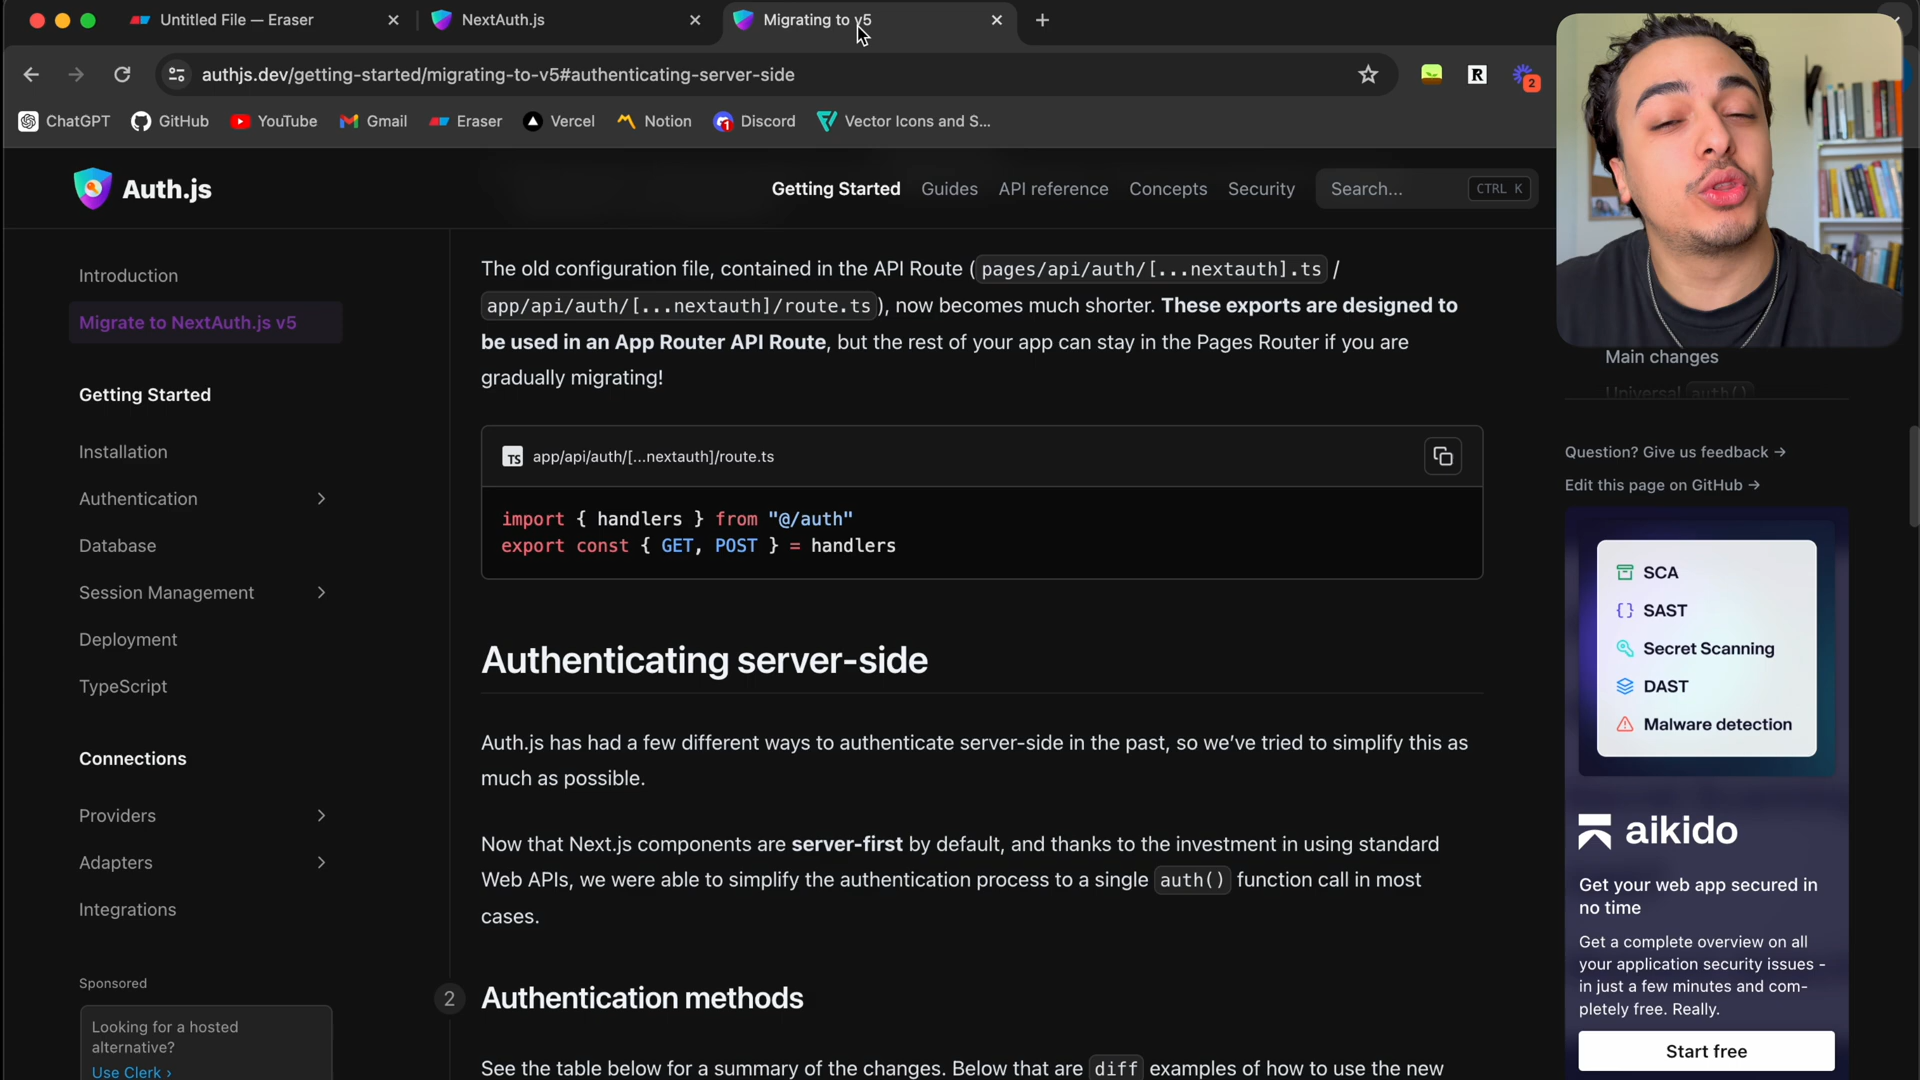 Untitled File — Eraser
NextAuth.js
Migrating to v5
authjs.dev/getting-started/migrating-to-v5#authenticating-server-side
R
2
ChatGPT
GitHub
YouTube
Gmail
Eraser
Vercel
Notion
Discord
Vector Icons and S...
Auth.js
Getting Started
Guides
API reference
Concepts
Security
Search...
CTRL K
Introduction
Migrate to NextAuth.js v5
Getting Started
Installation
Authentication
Database
Session Management
Deployment
TypeScript
Connections
Providers
Adapters
Integrations
Sponsored
Looking for a hosted
alternative?
Use Clerk ›
The old configuration file, contained in the API Route ( pages/api/auth/[...nextauth].ts /
app/api/auth/[...nextauth]/route.ts ), now becomes much shorter. These exports are designed to
be used in an App Router API Route, but the rest of your app can stay in the Pages Router if you are
gradually migrating!
TS app/api/auth/[...nextauth]/route.ts
import { handlers } from "@/auth"
export const { GET, POST } = handlers
Authenticating server-side
Auth.js has had a few different ways to authenticate server-side in the past, so we've tried to simplify this as
much as possible.
Now that Next.js components are server-first by default, and thanks to the investment in using standard
Web APIs, we were able to simplify the authentication process to a single auth() function call in most
cases.
2 Authentication methods
See the table below for a summary of the changes. Below that are diff examples of how to use the new
Main changes
Universal auth()
Question? Give us feedback →
Edit this page on GitHub →
SCA
SAST
Secret Scanning
DAST
Malware detection
aikido
Get your web app secured in
no time
Get a complete overview on all
your application security issues -
in just a few minutes and com-
pletely free. Really.
Start free